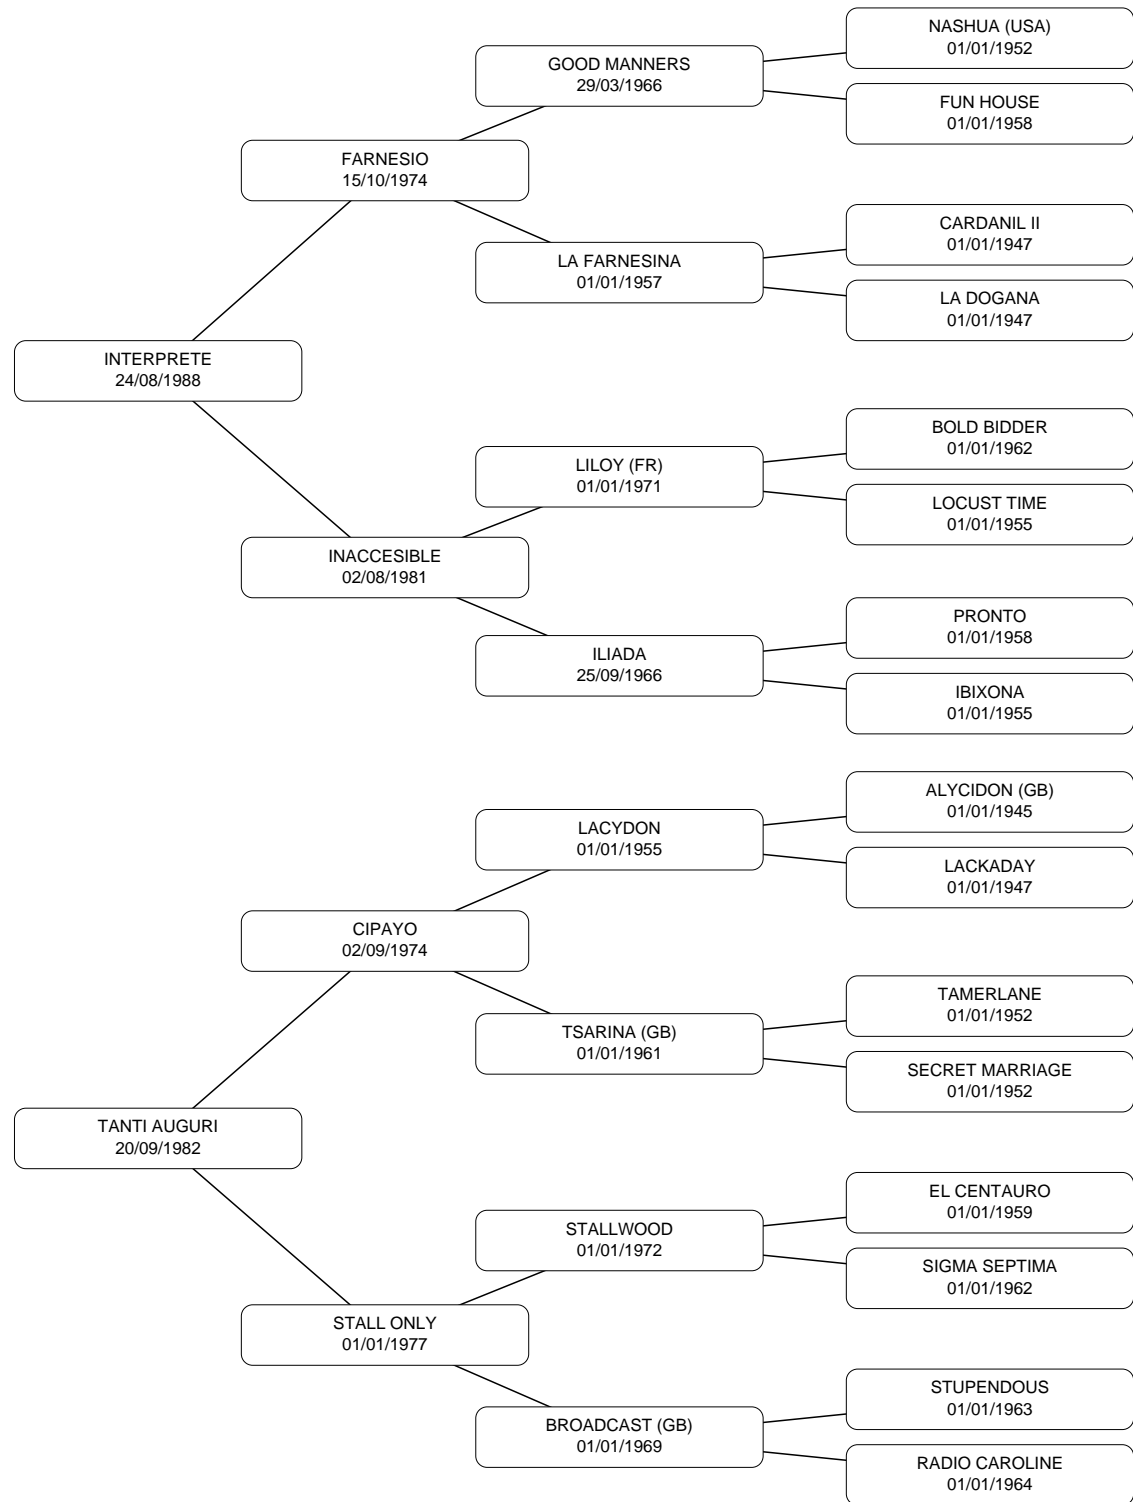 NASHUA (USA)
01/01/1952
GOOD MANNERS
29/03/1966
FUN HOUSE
01/01/1958
FARNESIO
15/10/1974
CARDANIL II
01/01/1947
LA FARNESINA
01/01/1957
LA DOGANA
01/01/1947
INTERPRETE
24/08/1988
BOLD BIDDER
01/01/1962
LILOY (FR)
01/01/1971
LOCUST TIME
01/01/1955
INACCESIBLE
02/08/1981
PRONTO
01/01/1958
ILIADA
25/09/1966
IBIXONA
01/01/1955
ALYCIDON (GB)
01/01/1945
LACYDON
01/01/1955
LACKADAY
01/01/1947
CIPAYO
02/09/1974
TAMERLANE
01/01/1952
TSARINA (GB)
01/01/1961
SECRET MARRIAGE
01/01/1952
TANTI AUGURI
20/09/1982
EL CENTAURO
01/01/1959
STALLWOOD
01/01/1972
SIGMA SEPTIMA
01/01/1962
STALL ONLY
01/01/1977
STUPENDOUS
01/01/1963
BROADCAST (GB)
01/01/1969
RADIO CAROLINE
01/01/1964